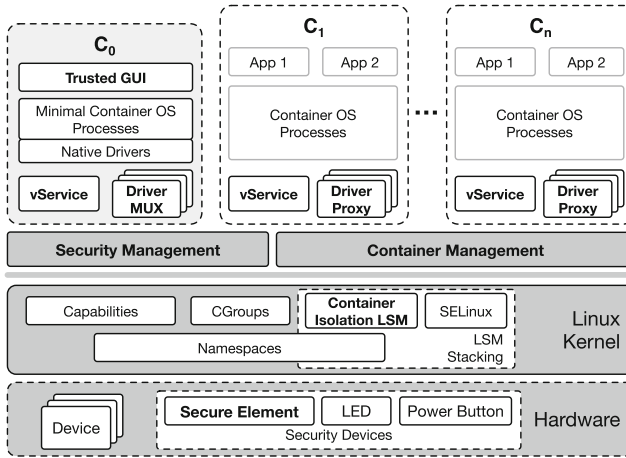 C0
C1
Cn
Trusted GUI
App 1
App 2
App 1
App 2
Minimal Container OS
Processes
Native Drivers
Container OS
Processes
...
Container OS
Processes
vService
Driver
MUX
vService
Driver
Proxy
vService
Driver
Proxy
Security Management
Container Management
Capabilities
CGroups
Container
Isolation LSM
SELinux
Namespaces
LSM
Stacking
Linux
Kernel
Device
Secure Element
LED
Power Button
Security Devices
Hardware